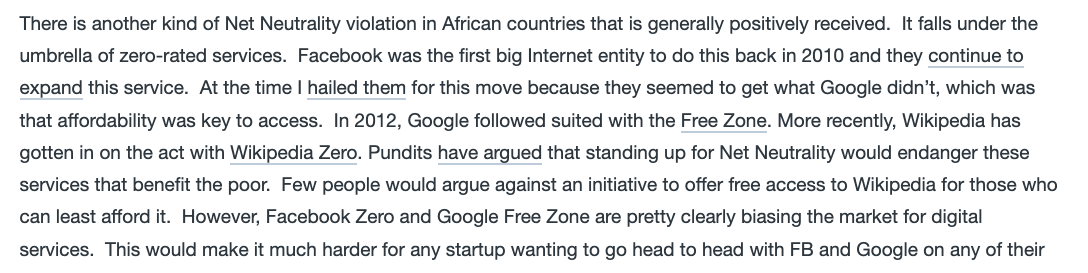 There is another kind of Net Neutrality violation in African countries that is generally positively received.  It falls under the
umbrella of zero-rated services.  Facebook was the first big Internet entity to do this back in 2010 and they continue to
expand this service.  At the time I hailed them for this move because they seemed to get what Google didn’t, which was
that affordability was key to access.  In 2012, Google followed suited with the Free Zone. More recently, Wikipedia has
gotten in on the act with Wikipedia Zero. Pundits have argued that standing up for Net Neutrality would endanger these
services that benefit the poor.  Few people would argue against an initiative to offer free access to Wikipedia for those who
can least afford it.  However, Facebook Zero and Google Free Zone are pretty clearly biasing the market for digital
services.  This would make it much harder for any startup wanting to go head to head with FB and Google on any of their